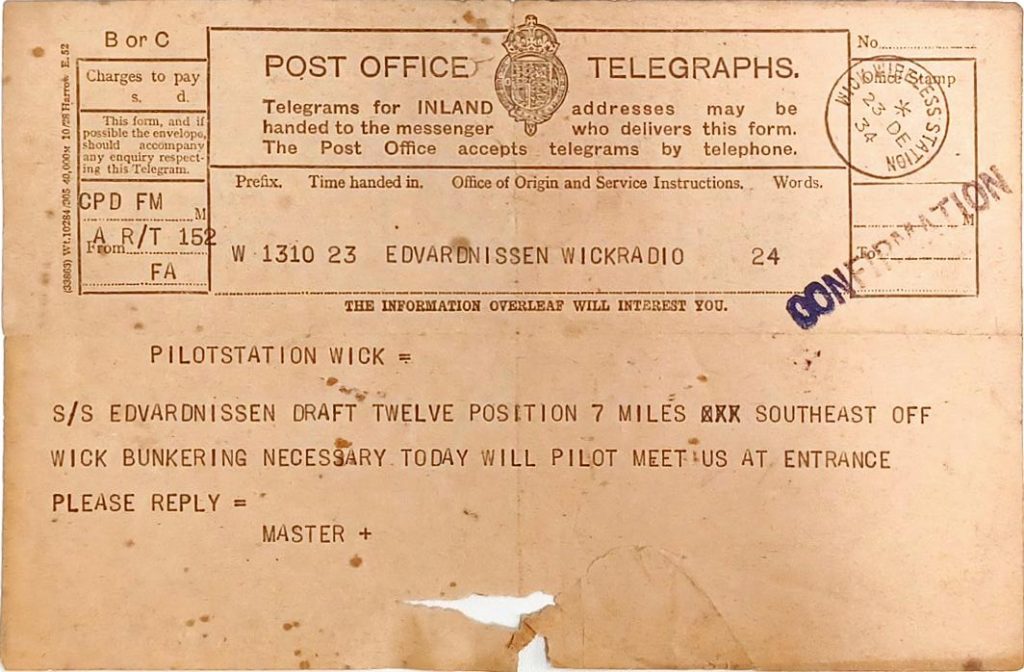 B or C
Charges to pay
s. d.
This form, and if
possible the envelope,
should accompany
any enquiry respect-
ing this Telegram.
CPD FM M
A R/T 152
From
FA
POST OFFICE TELEGRAPHS.
Telegrams for INLAND addresses may be
handed to the messenger who delivers this form.
The Post Office accepts telegrams by telephone.
Prefix. Time handed in. Office of Origin and Service Instructions. Words.
W 1310 23 EDVARDNISSEN WICKRADIO 24
No
Office Stamp
WICK WIRELESS STATION
23 DE
34
M
To
CONFIRMATION
THE INFORMATION OVERLEAF WILL INTEREST YOU.
PILOTSTATION WICK =
S/S EDVARDNISSEN DRAFT TWELVE POSITION 7 MILES XXX SOUTHEAST OFF
WICK BUNKERING NECESSARY TODAY WILL PILOT MEET US AT ENTRANCE
PLEASE REPLY =
MASTER +